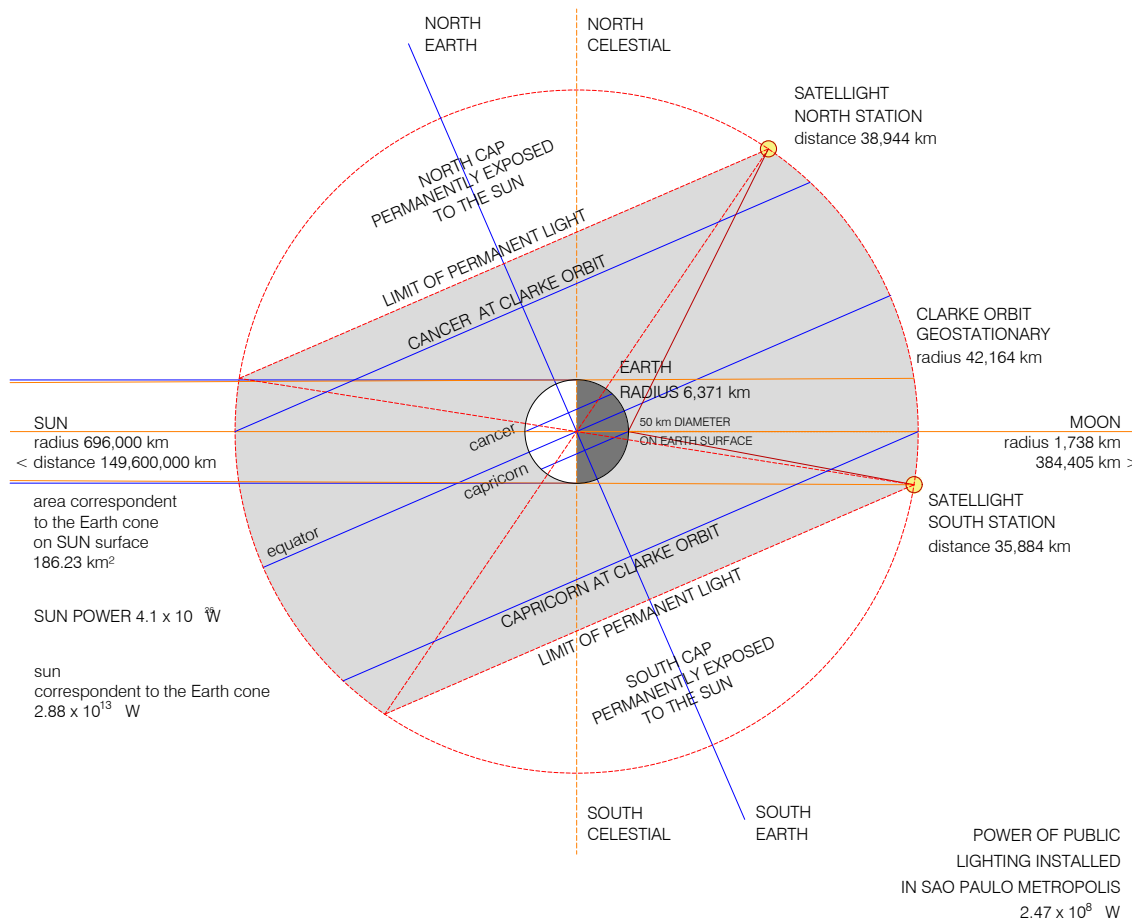 NORTH
EARTH
NORTH
CELESTIAL
SATELLIGHT
NORTH STATION
distance 38,944 km
NORTH CAP
PERMANENTLY EXPOSED
TO THE SUN
LIMIT OF PERMANENT LIGHT
CANCER AT CLARKE ORBIT
CLARKE ORBIT
GEOSTATIONARY
radius 42,164 km
EARTH
RADIUS 6,371 km
50 km DIAMETER
ON EARTH SURFACE
cancer
capricorn
equator
SUN
radius 696,000 km
< distance 149,600,000 km
MOON
radius 1,738 km
384,405 km >
area correspondent
to the Earth cone
on SUN surface
186.23 km²
SATELLIGHT
SOUTH STATION
distance 35,884 km
CAPRICORN AT CLARKE ORBIT
LIMIT OF PERMANENT LIGHT
SUN POWER 4.1 x 10 W
SOUTH CAP
PERMANENTLY EXPOSED
TO THE SUN
sun
correspondent to the Earth cone
2.88 x 10¹³ W
SOUTH
CELESTIAL
SOUTH
EARTH
POWER OF PUBLIC
LIGHTING INSTALLED
IN SAO PAULO METROPOLIS
2.47 x 10⁸ W